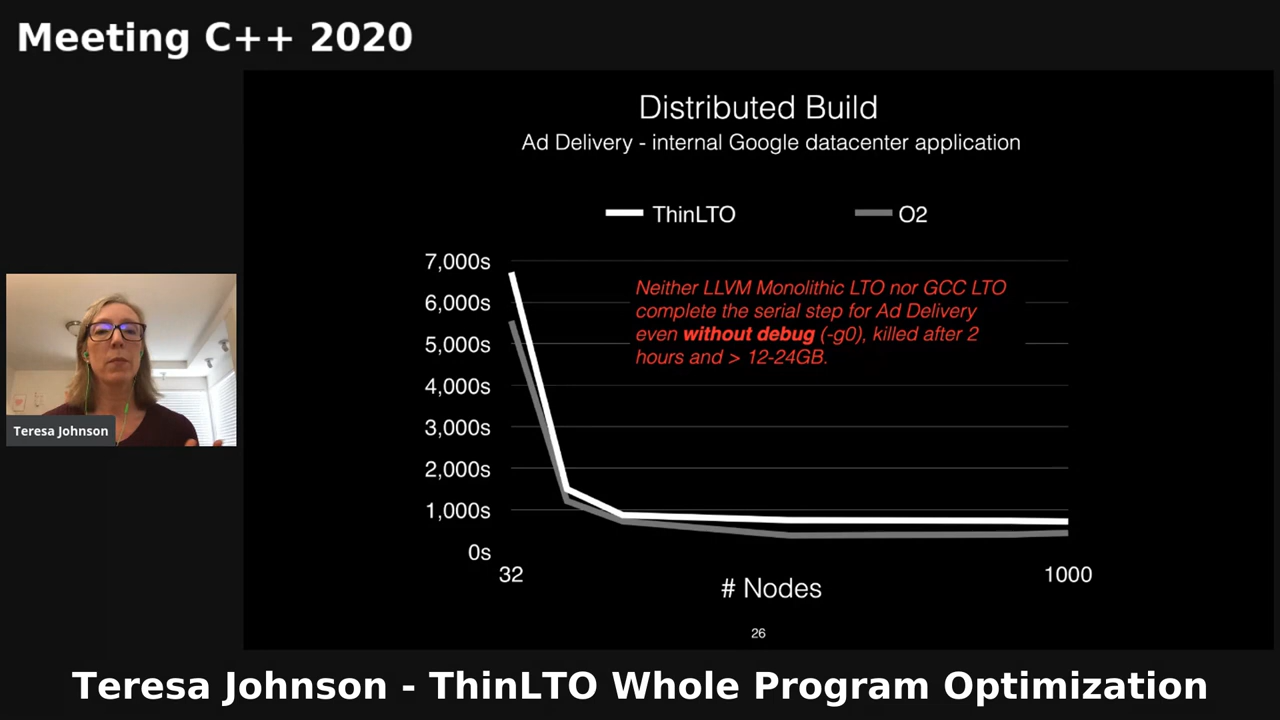 Meeting C++ 2020
Distributed Build
Ad Delivery - internal Google datacenter application
ThinLTO
O2
7,000s
6,000s
5,000s
4,000s
3,000s
2,000s
1,000s
0s
Neither LLVM Monolithic LTO nor GCC LTO
complete the serial step for Ad Delivery
even without debug (-g0), killed after 2
hours and > 12-24GB.
32
1000
# Nodes
26
Teresa Johnson
Teresa Johnson - ThinLTO Whole Program Optimization